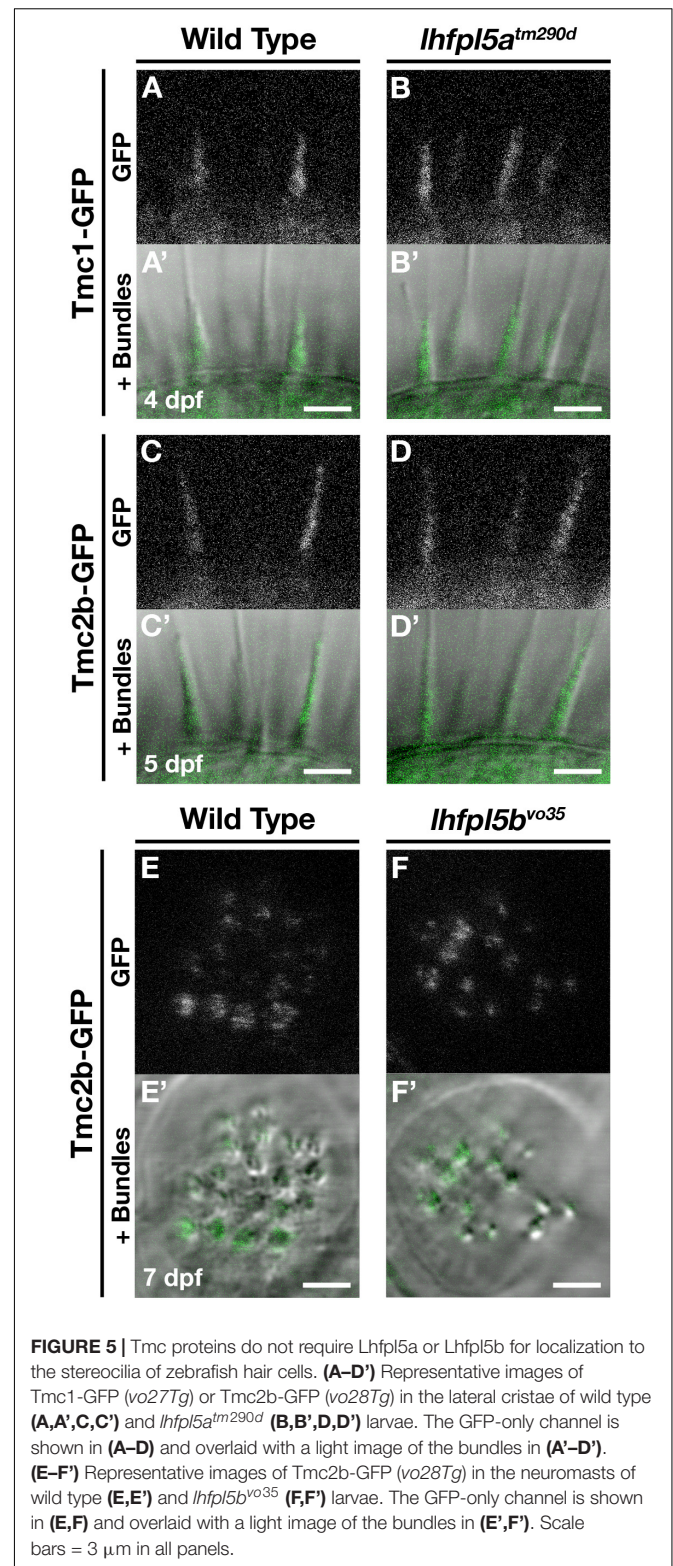 Wild Type
lhfpl5a^tm290d
Tmc1-GFP
GFP
A
B
+ Bundles
A'
B'
4 dpf
Tmc2b-GFP
GFP
C
D
+ Bundles
C'
D'
5 dpf
Wild Type
lhfpl5b^vo35
Tmc2b-GFP
GFP
E
F
+ Bundles
E'
F'
7 dpf
FIGURE 5 | Tmc proteins do not require Lhfpl5a or Lhfpl5b for localization to
the stereocilia of zebrafish hair cells. (A–D') Representative images of
Tmc1-GFP (vo27Tg) or Tmc2b-GFP (vo28Tg) in the lateral cristae of wild type
(A,A',C,C') and lhfpl5a^tm290d (B,B',D,D') larvae. The GFP-only channel is
shown in (A–D) and overlaid with a light image of the bundles in (A'–D').
(E–F') Representative images of Tmc2b-GFP (vo28Tg) in the neuromasts of
wild type (E,E') and lhfpl5b^vo35 (F,F') larvae. The GFP-only channel is shown
in (E,F) and overlaid with a light image of the bundles in (E',F'). Scale
bars = 3 μm in all panels.